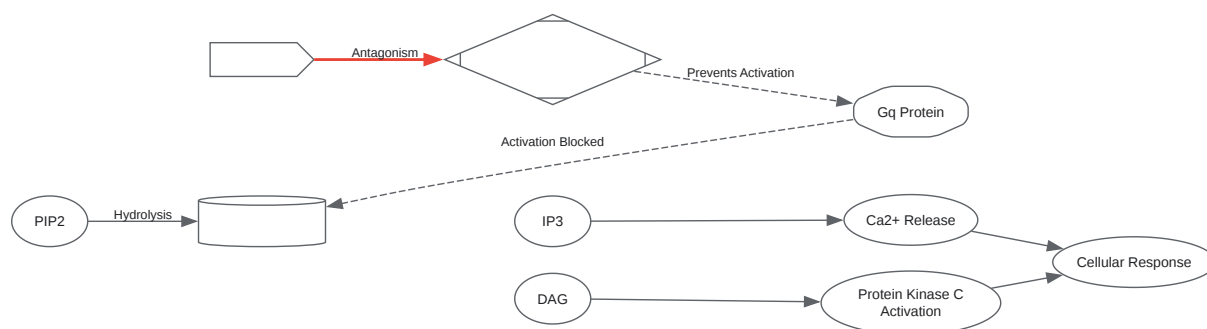 Antagonism
Prevents Activation
Gq Protein
Activation Blocked
PIP2
Hydrolysis
IP3
Ca2+ Release
Cellular Response
DAG
Protein Kinase C
Activation